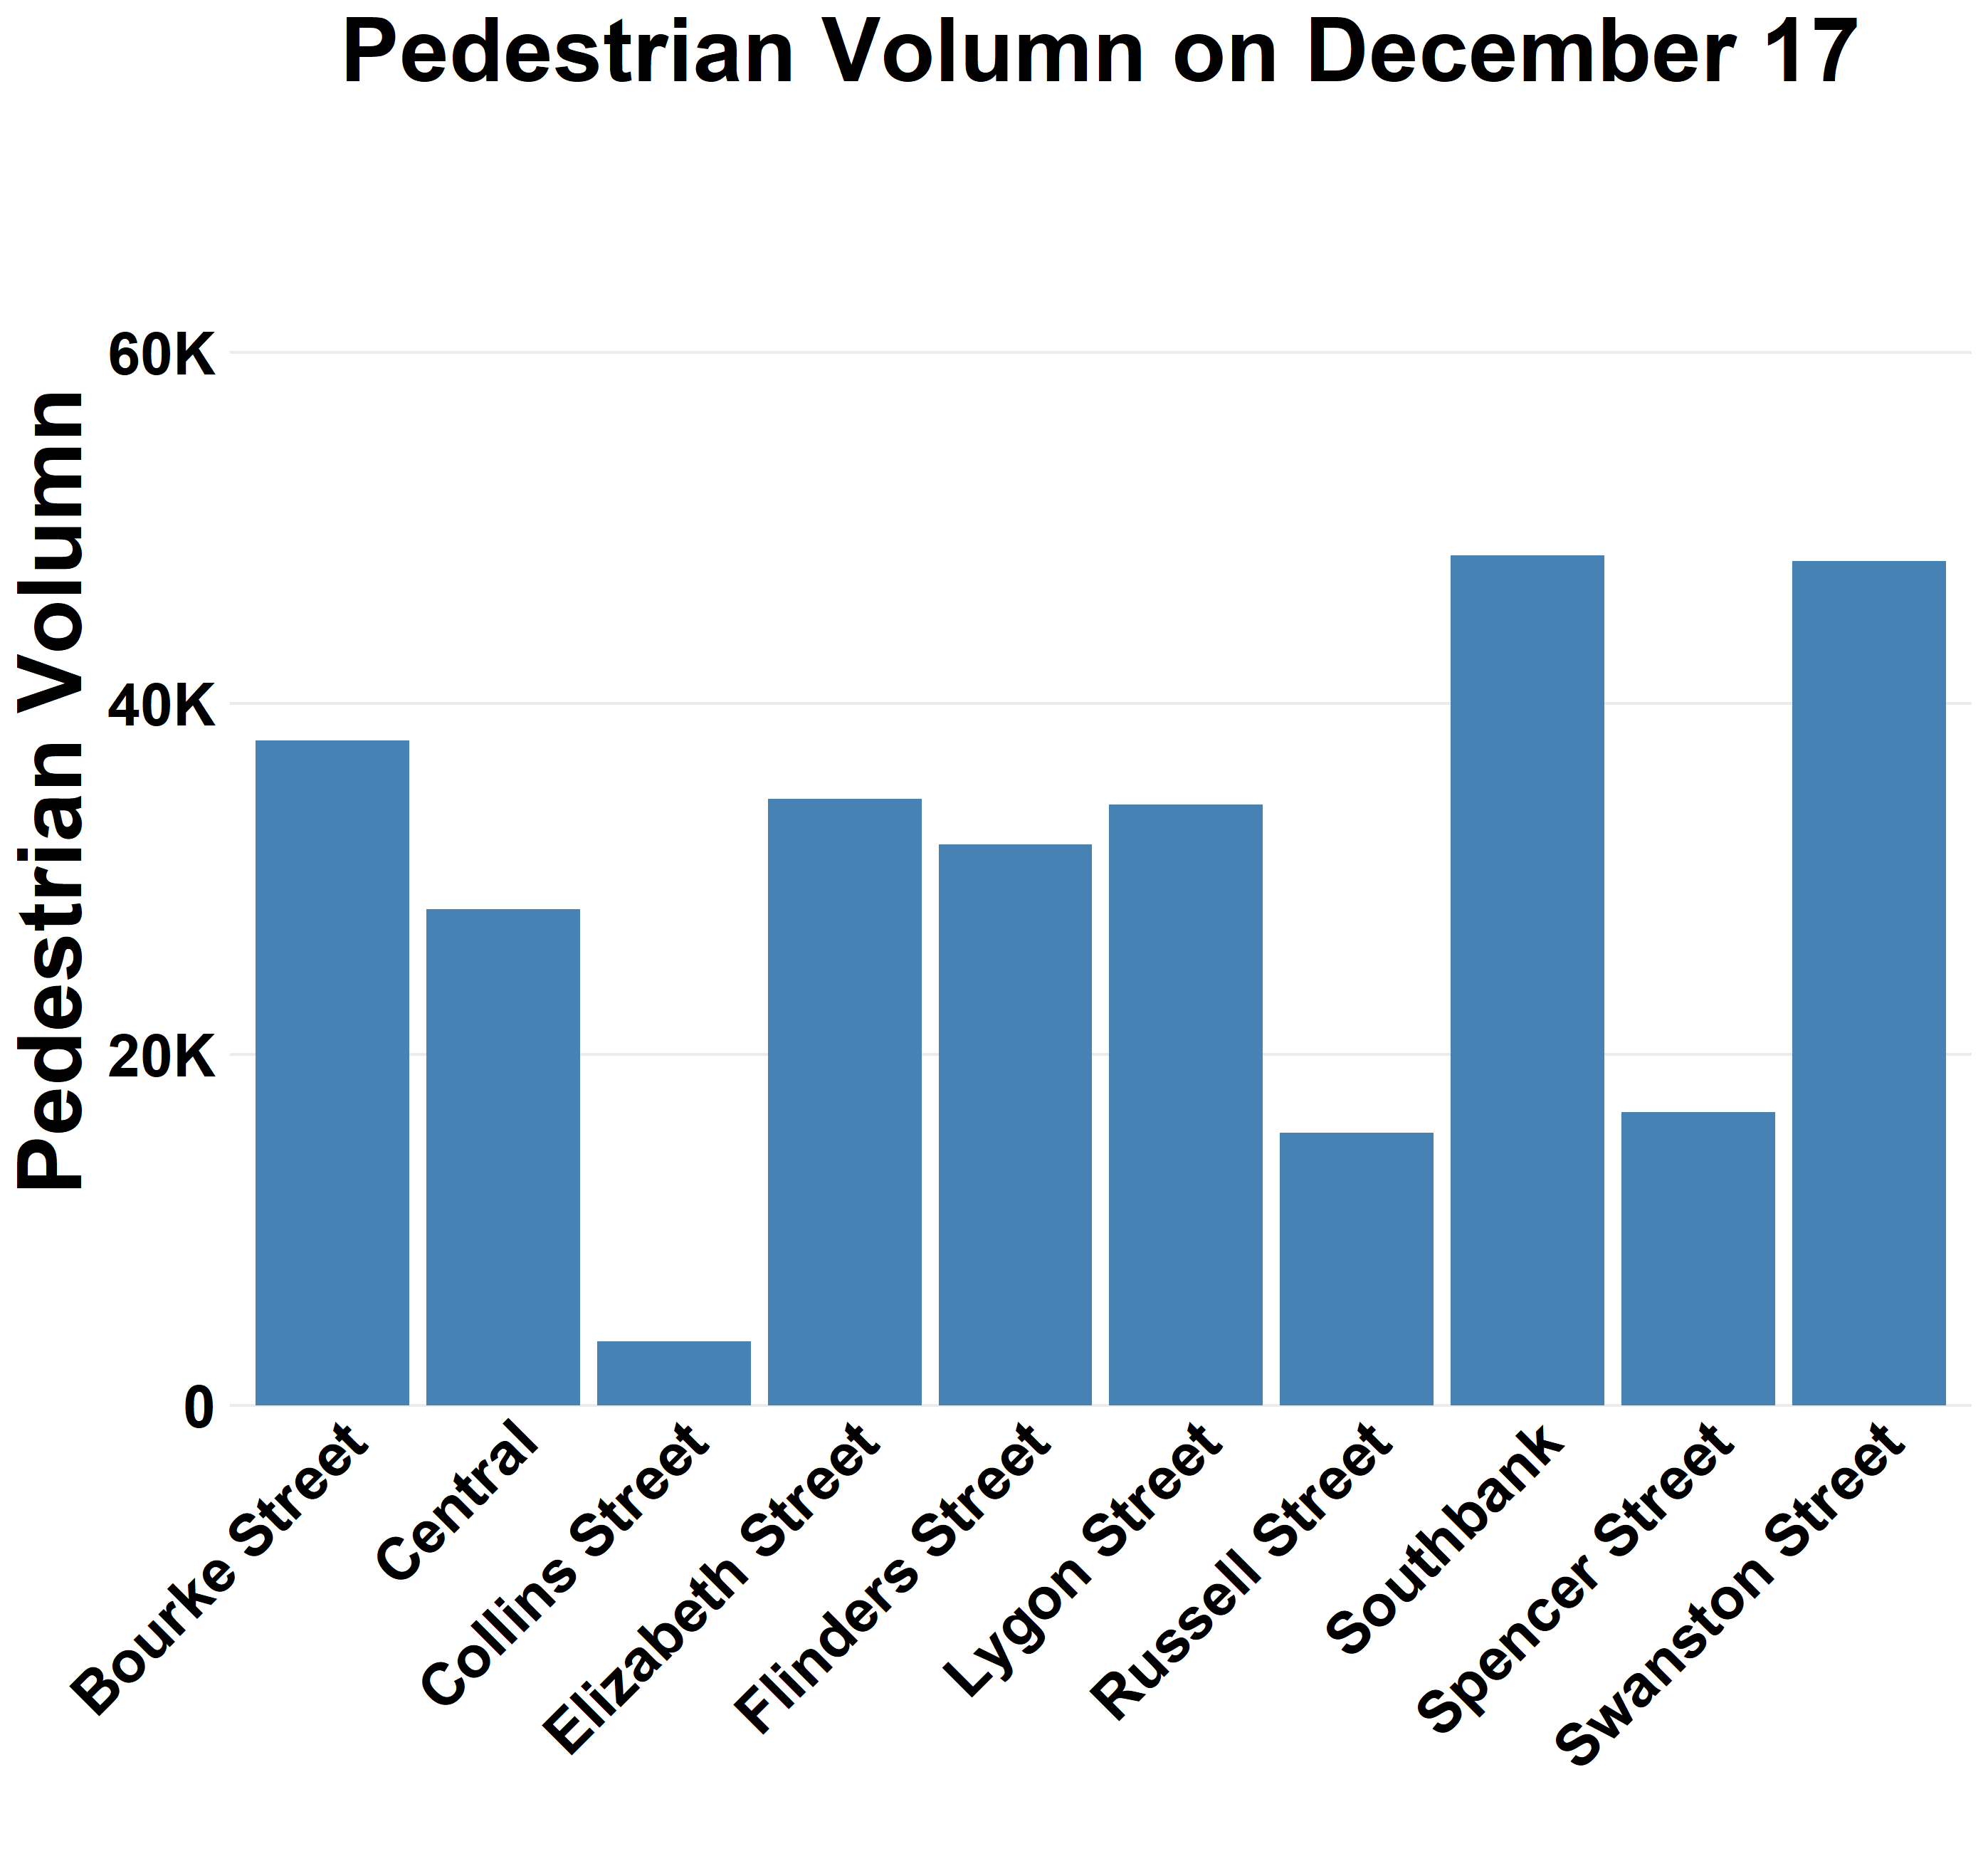 Pedestrian Volumn on December 17
Pedestrian Volumn
60K
40K
20K
0
Bourke Street
Central
Collins Street
Elizabeth Street
Flinders Street
Lygon Street
Russell Street
Southbank
Spencer Street
Swanston Street